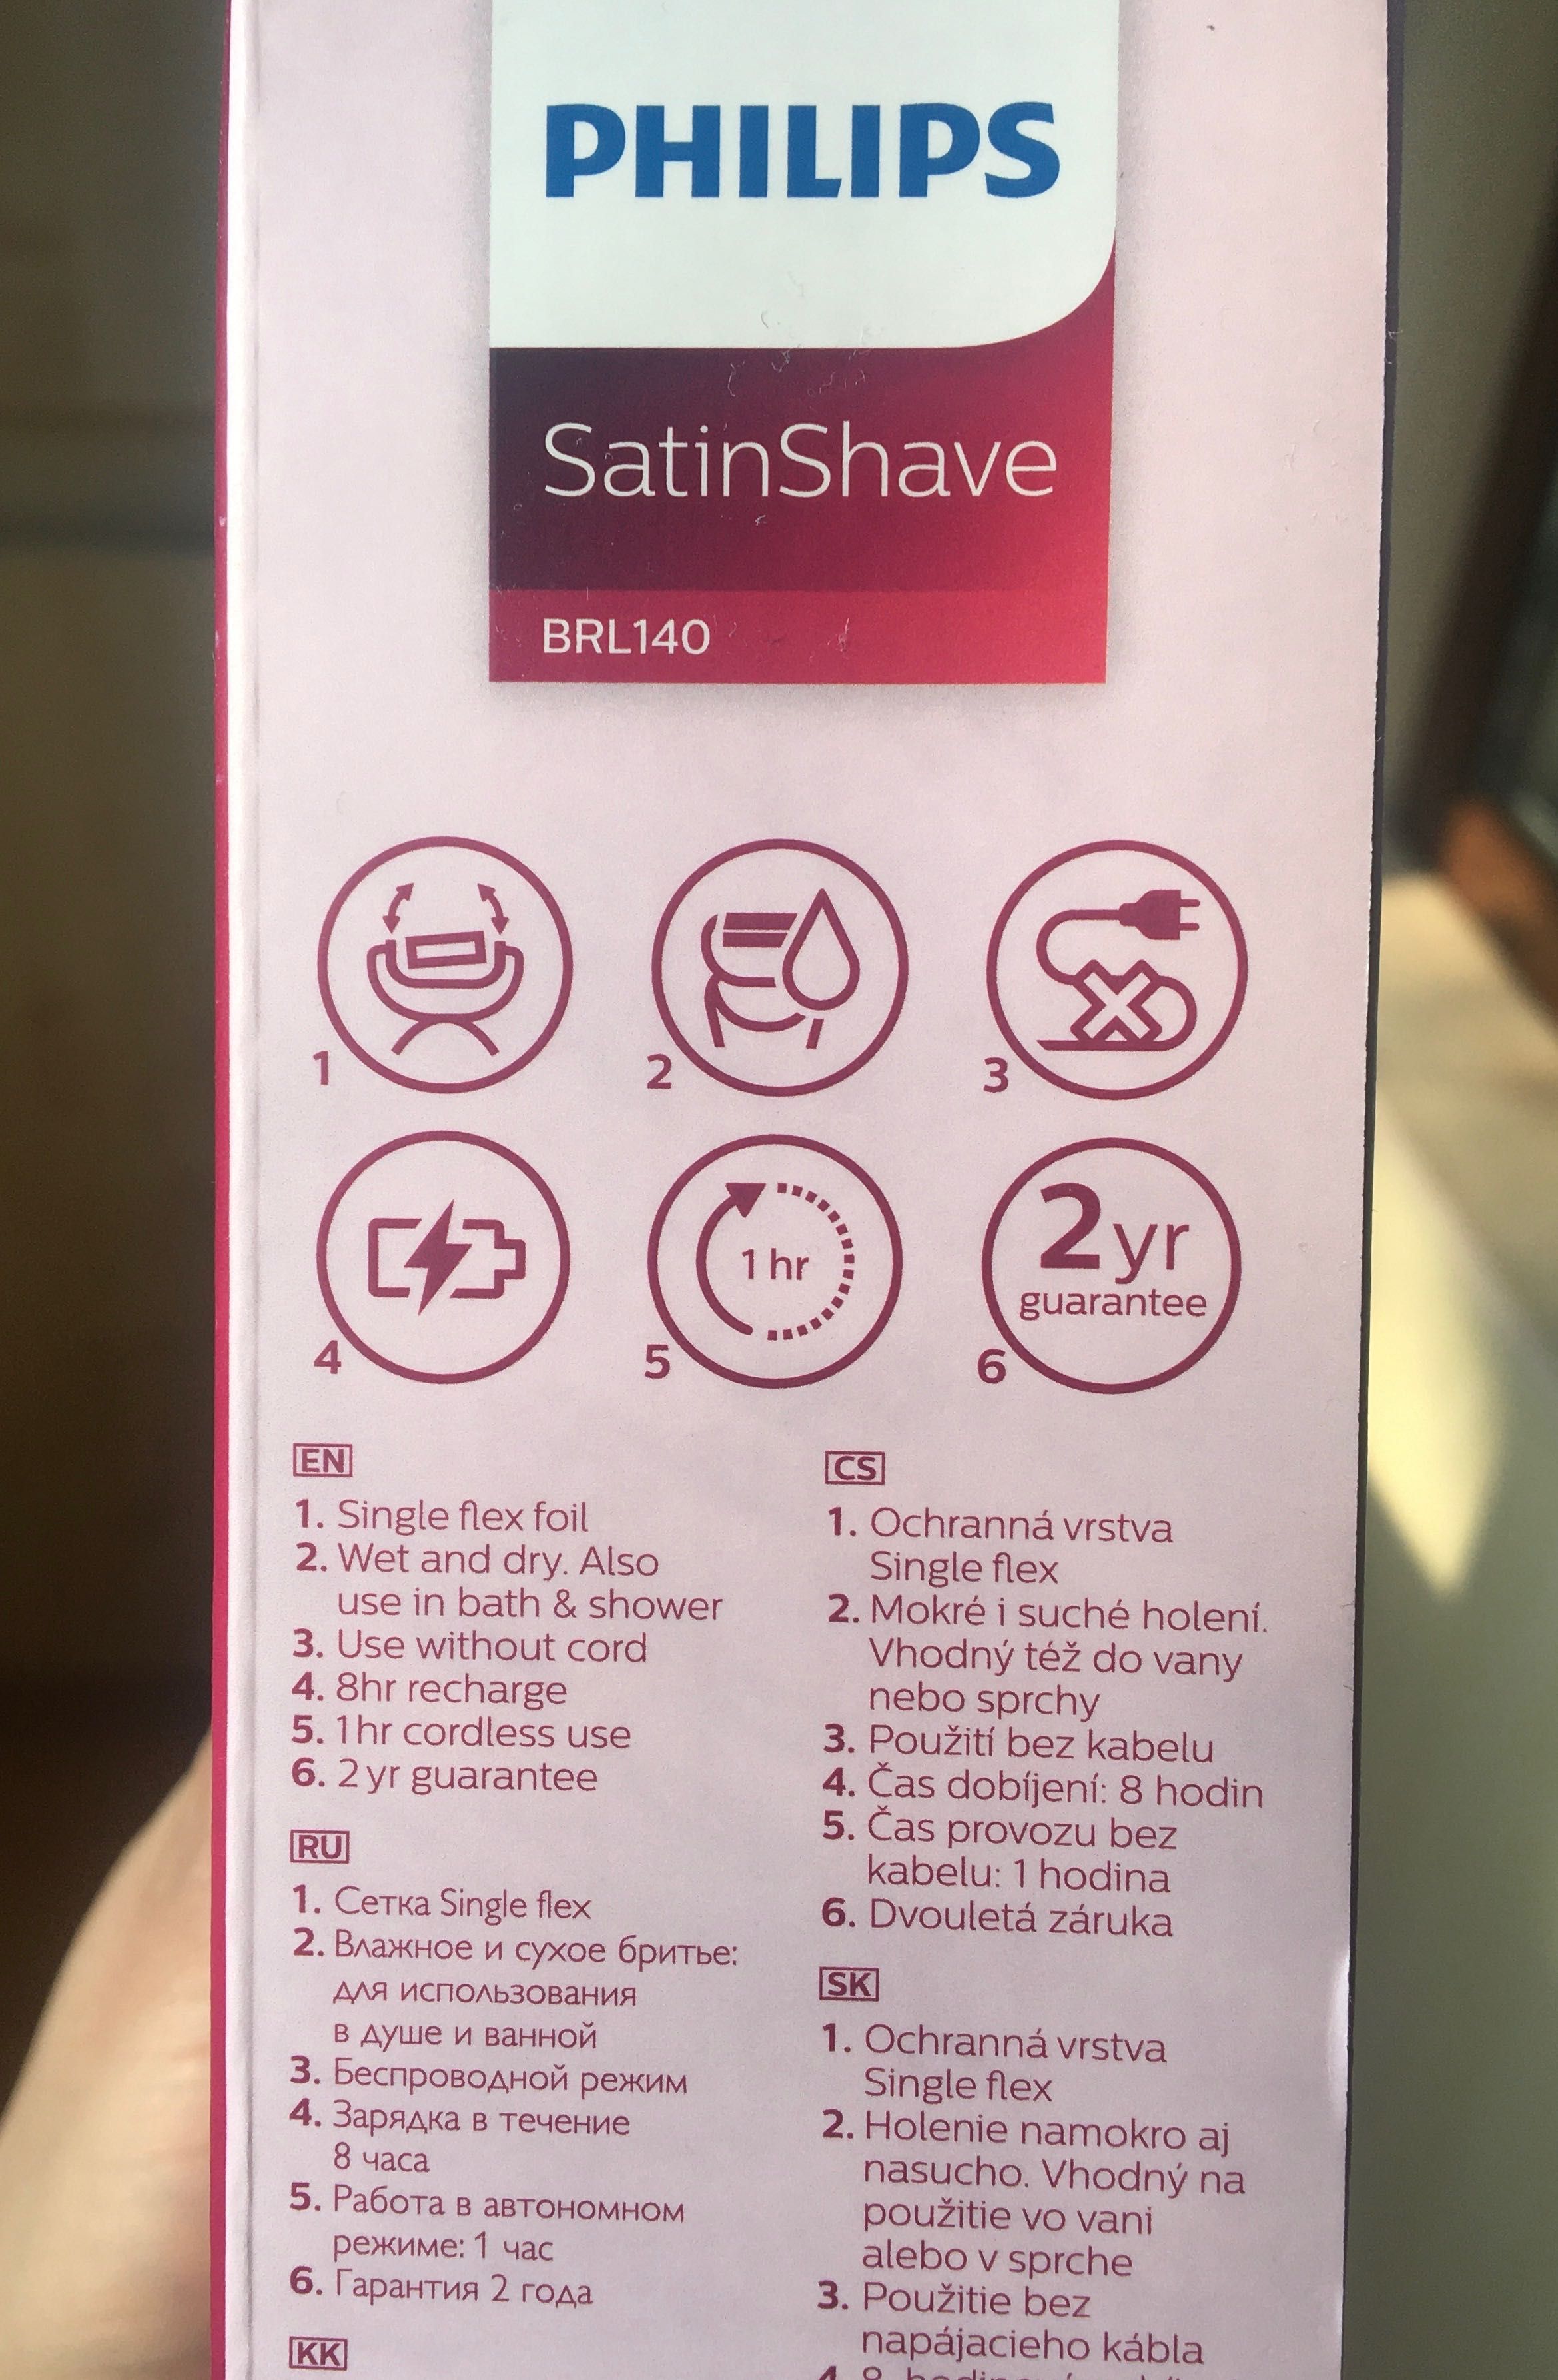 PHILIPS
SatinShave
BRL140
1
2
3
4
1 hr
5
2 yr
guarantee
6
EN
1. Single flex foil
2. Wet and dry. Also
use in bath & shower
3. Use without cord
4. 8hr recharge
5. 1 hr cordless use
6. 2 yr guarantee
RU
1. Сетка Single flex
2. Влажное и сухое бритье:
для использования
в душе и ванной
3. Беспроводной режим
4. Зарядка в течение
8 часа
5. Работа в автономном
режиме: 1 час
6. Гарантия 2 года
KK
CS
1. Ochranná vrstva
Single flex
2. Mokré i suché holení.
Vhodný též do vany
nebo sprchy
3. Použití bez kabelu
4. Čas dobíjení: 8 hodin
5. Čas provozu bez
kabelu: 1 hodina
6. Dvouletá záruka
SK
1. Ochranná vrstva
Single flex
2. Holenie namokro aj
nasucho. Vhodný na
použitie vo vani
alebo v sprche
3. Použitie bez
napájacieho kábla